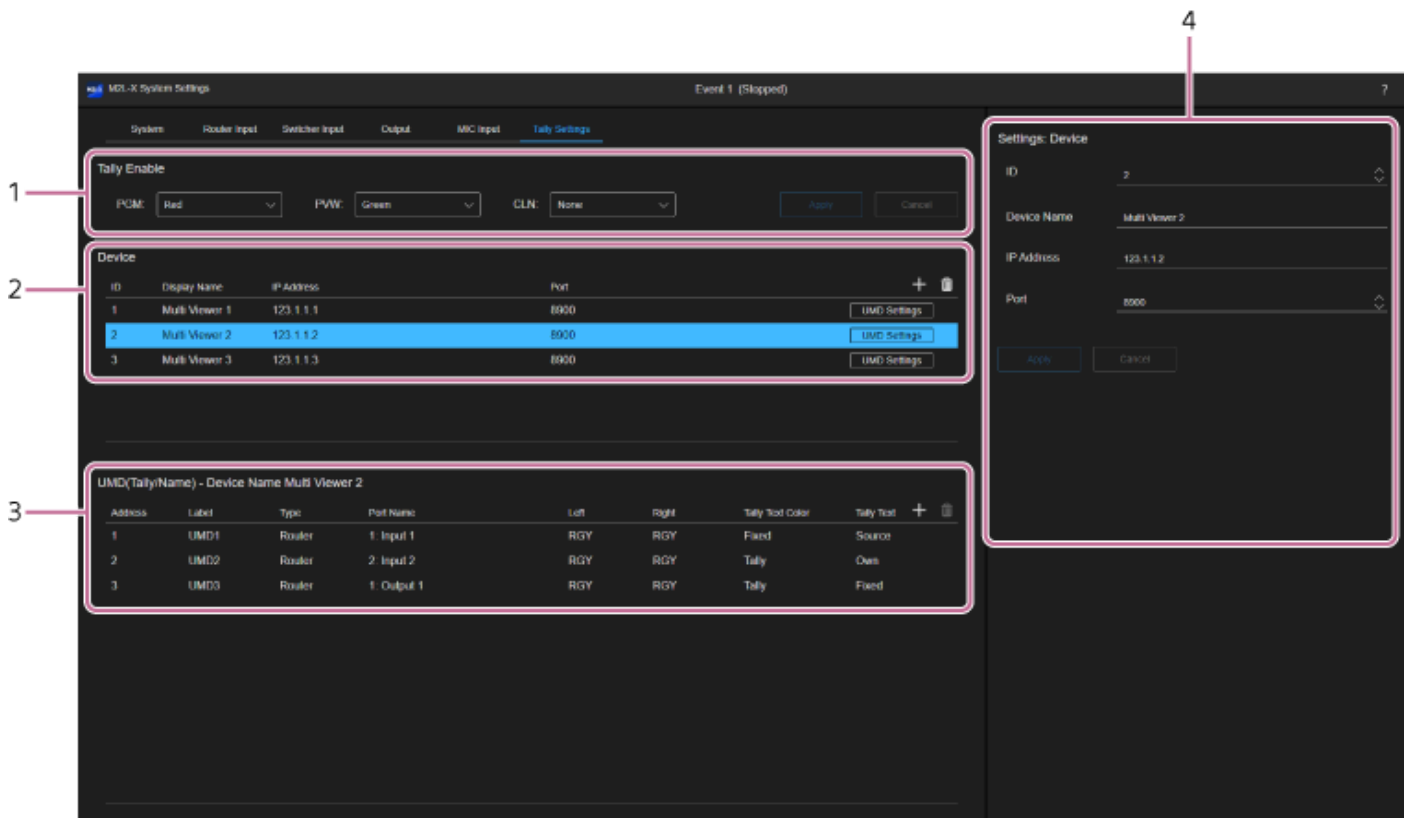 4
M2L-X System Settings Event 1 (Stopped) ?
System Router Input Switcher Input Output MIC Input Tally Settings
1
Tally Enable
PGM: Red PVW: Green CLN: None Apply Cancel
2
Device
ID Display Name IP Address Port
1 Multi Viewer 1 123.1.1.1 8900 UMD Settings
2 Multi Viewer 2 123.1.1.2 8900 UMD Settings
3 Multi Viewer 3 123.1.1.3 8900 UMD Settings
3
UMD(Tally/Name) - Device Name Multi Viewer 2
Address Label Type Port Name Left Right Tally Text Color Tally Text
1 UMD1 Router 1: Input 1 RGY RGY Fixed Source
2 UMD2 Router 2: Input 2 RGY RGY Tally Own
3 UMD3 Router 1: Output 1 RGY RGY Tally Fixed
Settings: Device
ID 2
Device Name Multi Viewer 2
IP Address 123.1.1.2
Port 8900
Apply Cancel